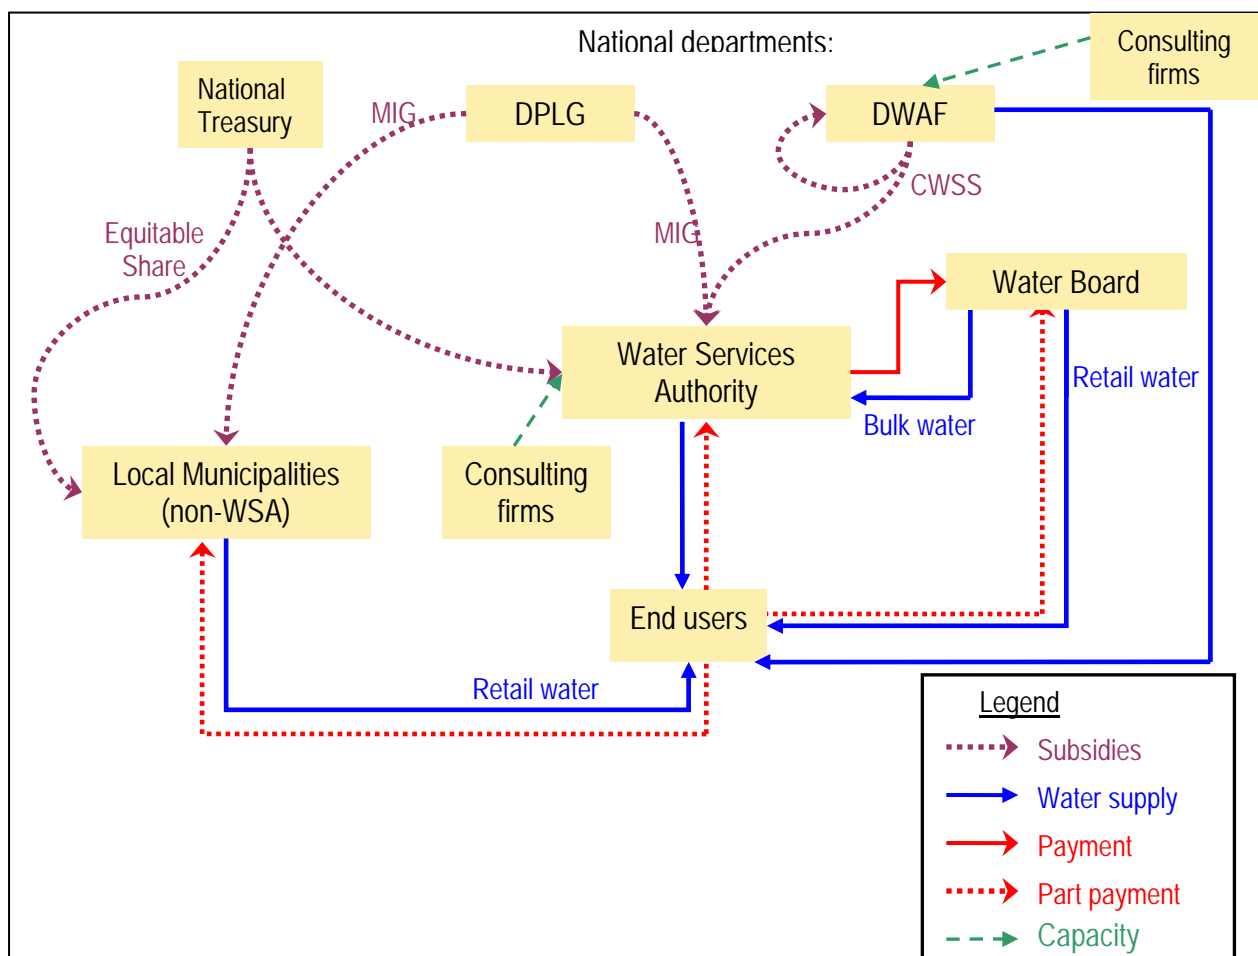 National departments:
Consulting
firms
National
Treasury
MIG
DPLG
DWAF
CWSS
Equitable
Share
MIG
Water Board
Water Services
Authority
Retail water
Bulk water
Local Municipalities
(non-WSA)
Consulting
firms
End users
Retail water
Legend
Subsidies
Water supply
Payment
Part payment
Capacity